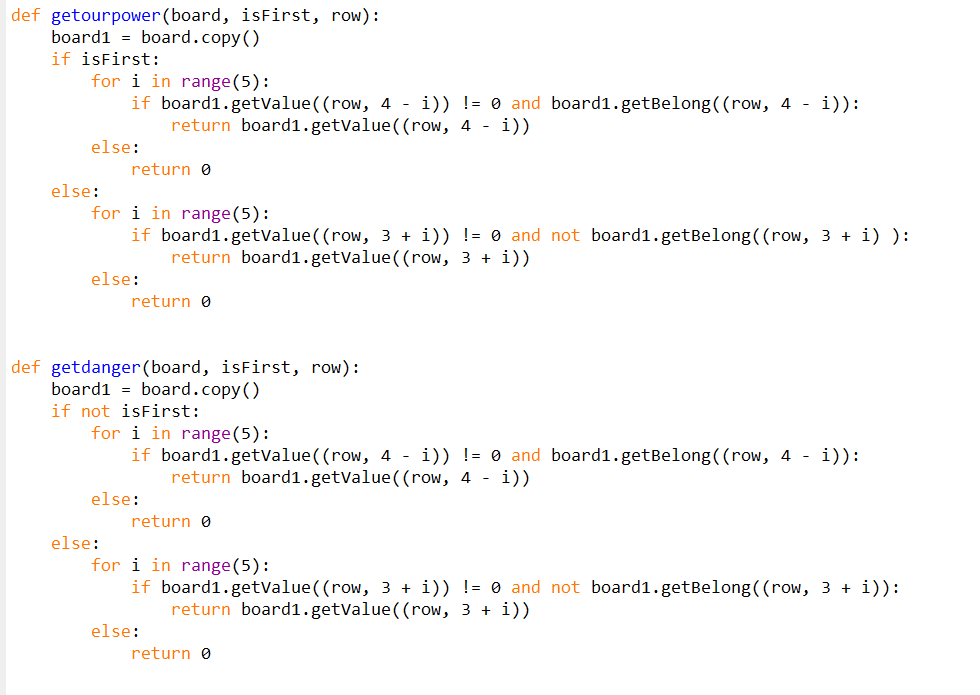 def getourpower(board, isFirst, row):
    board1 = board.copy()
    if isFirst:
        for i in range(5):
            if board1.getValue((row, 4 - i)) != 0 and board1.getBelong((row, 4 - i)):
                return board1.getValue((row, 4 - i))
        else:
            return 0
    else:
        for i in range(5):
            if board1.getValue((row, 3 + i)) != 0 and not board1.getBelong((row, 3 + i) ):
                return board1.getValue((row, 3 + i))
        else:
            return 0

def getdanger(board, isFirst, row):
    board1 = board.copy()
    if not isFirst:
        for i in range(5):
            if board1.getValue((row, 4 - i)) != 0 and board1.getBelong((row, 4 - i)):
                return board1.getValue((row, 4 - i))
        else:
            return 0
    else:
        for i in range(5):
            if board1.getValue((row, 3 + i)) != 0 and not board1.getBelong((row, 3 + i)):
                return board1.getValue((row, 3 + i))
        else:
            return 0